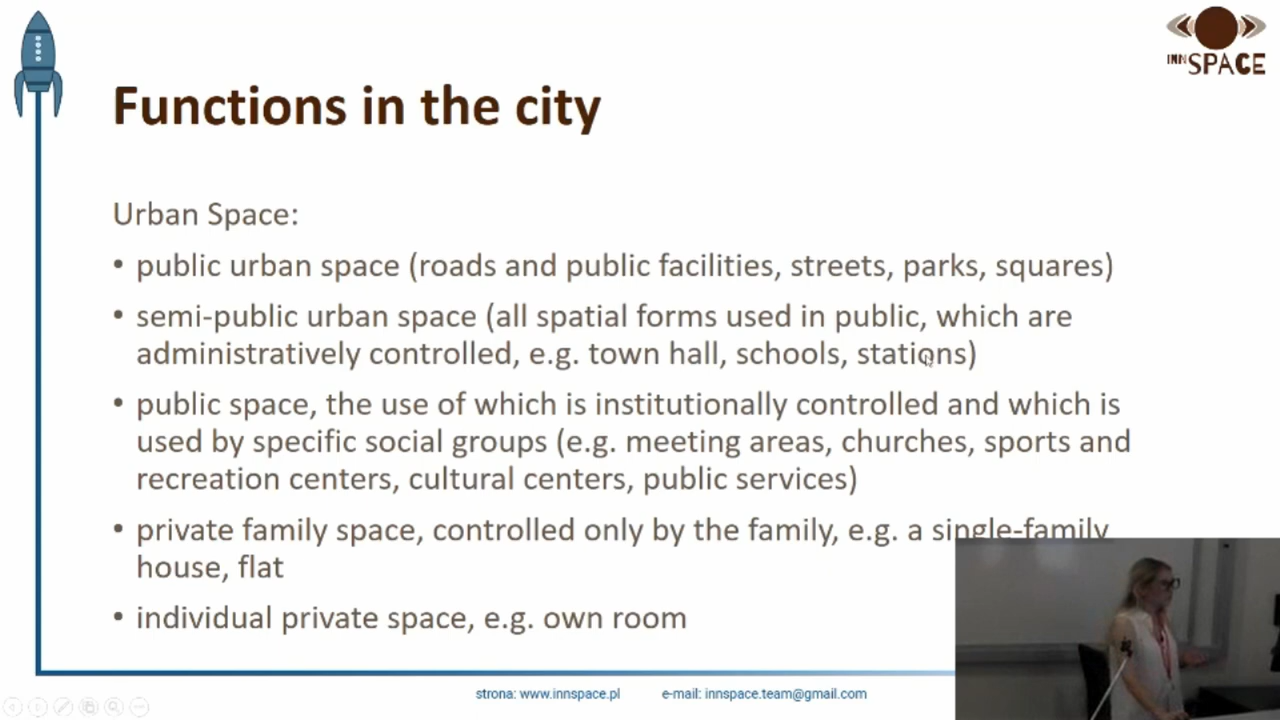 INNSPACE
Functions in the city
Urban Space:
• public urban space (roads and public facilities, streets, parks, squares)
• semi-public urban space (all spatial forms used in public, which are
administratively controlled, e.g. town hall, schools, stations)
• public space, the use of which is institutionally controlled and which is
used by specific social groups (e.g. meeting areas, churches, sports and
recreation centers, cultural centers, public services)
• private family space, controlled only by the family, e.g. a single-family
house, flat
• individual private space, e.g. own room
strona: www.innspace.pl e-mail: innspace.team@gmail.com